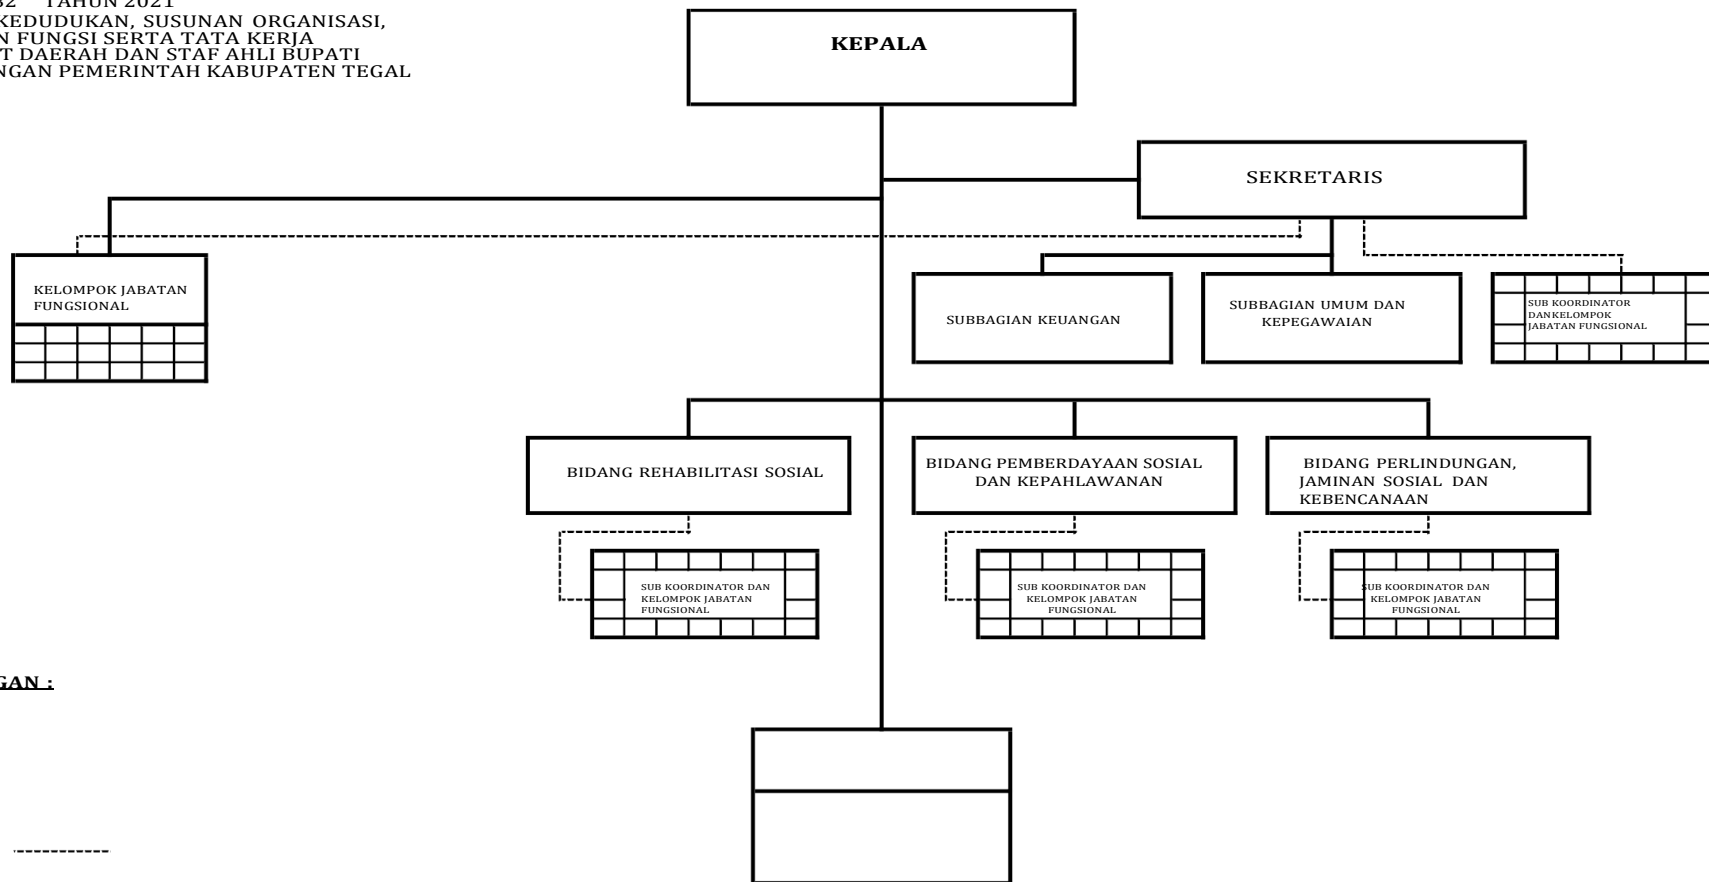 TAHUN 2021
KEDUDUKAN, SUSUNAN ORGANISASI,
FUNGSI SERTA TATA KERJA
DAERAH DAN STAF AHLI BUPATI
PEMERINTAH KABUPATEN TEGAL
KEPALA
SEKRETARIS
KELOMPOK JABATAN
FUNGSIONAL
SUBBAGIAN KEUANGAN
SUBBAGIAN UMUM DAN
KEPEGAWAIAN
SUB KOORDINATOR
DANKELOMPOK
JABATAN FUNGSIONAL
BIDANG REHABILITASI SOSIAL
BIDANG PEMBERDAYAAN SOSIAL
DAN KEPAHLAWANAN
BIDANG PERLINDUNGAN,
JAMINAN SOSIAL DAN
KEBENCANAAN
SUB KOORDINATOR DAN
KELOMPOK JABATAN
FUNGSIONAL
SUB KOORDINATOR DAN
KELOMPOK JABATAN
FUNGSIONAL
SUB KOORDINATOR DAN
KELOMPOK JABATAN
FUNGSIONAL
GAN :